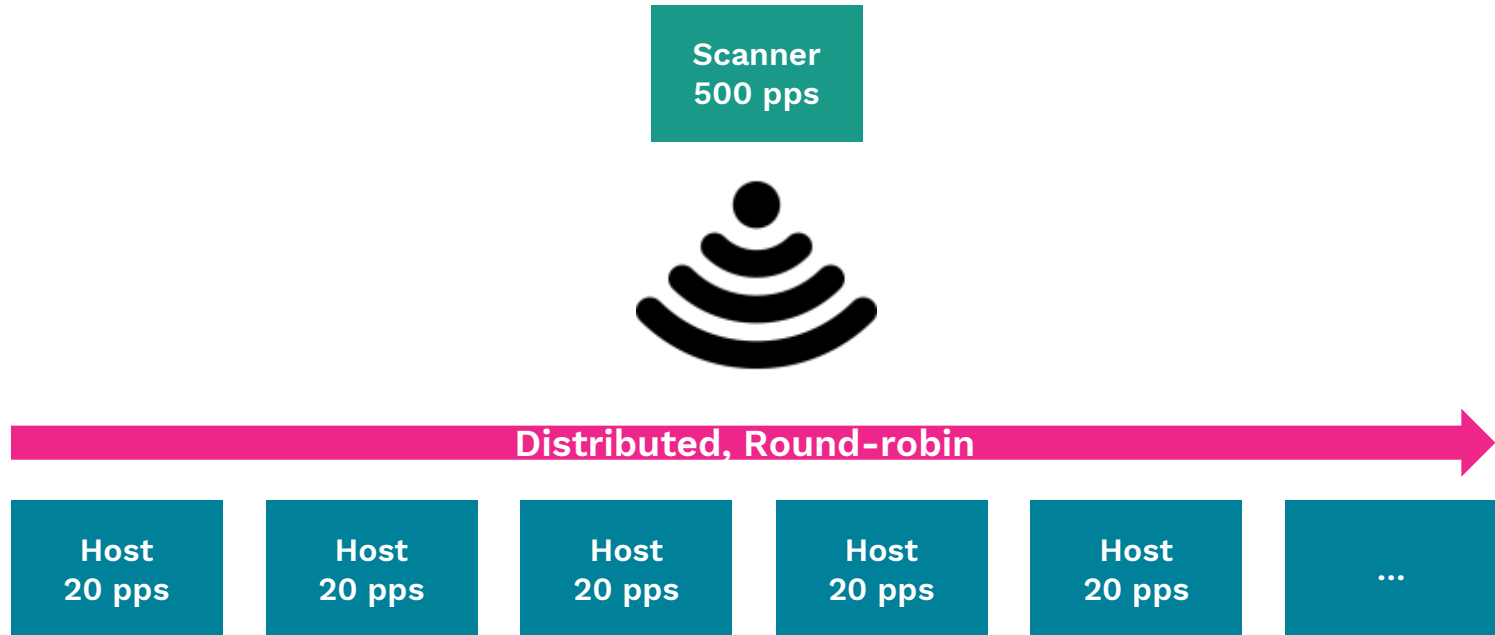 Scanner
500 pps
Distributed, Round-robin
Host
20 pps
Host
20 pps
Host
20 pps
Host
20 pps
Host
20 pps
...